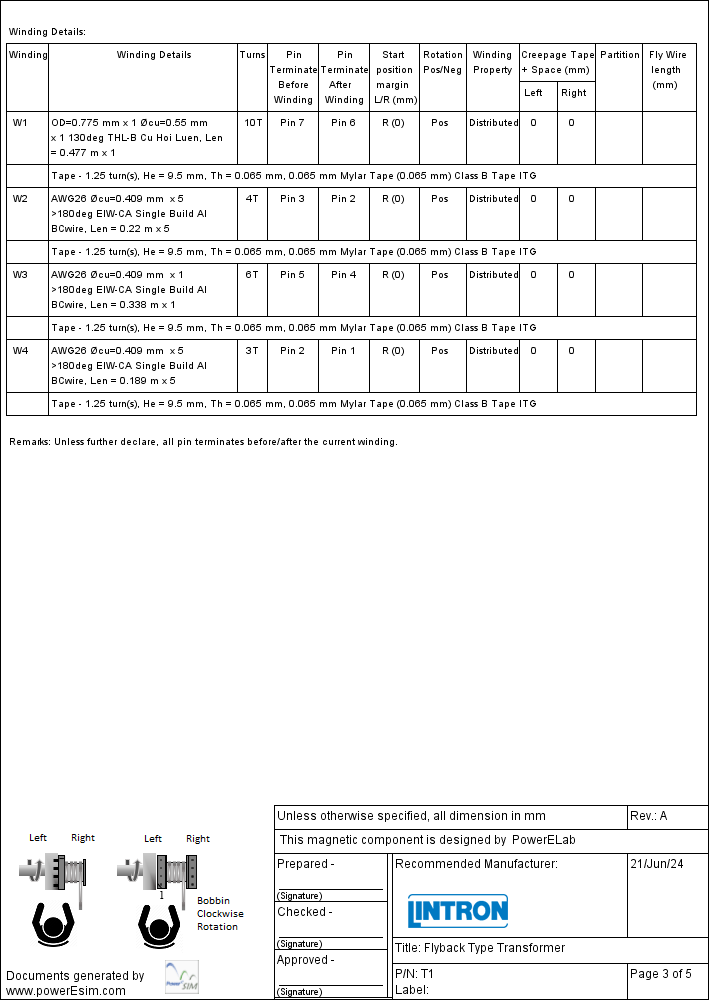 Winding Details:
Winding Winding Details Turns Pin Terminate Before Winding Pin Terminate After Winding Start position margin L/R (mm) Rotation Pos/Neg Winding Property Creepage Tape + Space (mm) Left Right Partition Fly Wire length (mm)
W1 OD=0.775 mm x 1 Øcu=0.55 mm 10T Pin 7 Pin 6 R (0) Pos Distributed 0 0
x 1 130deg THL-B Cu Hoi Luen, Len
= 0.477 m x 1
Tape - 1.25 turn(s), He = 9.5 mm, Th = 0.065 mm, 0.065 mm Mylar Tape (0.065 mm) Class B Tape ITG
W2 AWG26 Øcu=0.409 mm x 5 4T Pin 3 Pin 2 R (0) Pos Distributed 0 0
>180deg EIW-CA Single Build Al
BCwire, Len = 0.22 m x 5
Tape - 1.25 turn(s), He = 9.5 mm, Th = 0.065 mm, 0.065 mm Mylar Tape (0.065 mm) Class B Tape ITG
W3 AWG26 Øcu=0.409 mm x 1 6T Pin 5 Pin 4 R (0) Pos Distributed 0 0
>180deg EIW-CA Single Build Al
BCwire, Len = 0.338 m x 1
Tape - 1.25 turn(s), He = 9.5 mm, Th = 0.065 mm, 0.065 mm Mylar Tape (0.065 mm) Class B Tape ITG
W4 AWG26 Øcu=0.409 mm x 5 3T Pin 2 Pin 1 R (0) Pos Distributed 0 0
>180deg EIW-CA Single Build Al
BCwire, Len = 0.189 m x 5
Tape - 1.25 turn(s), He = 9.5 mm, Th = 0.065 mm, 0.065 mm Mylar Tape (0.065 mm) Class B Tape ITG
Remarks: Unless further declare, all pin terminates before/after the current winding.
Left Right
Left Right
1
Bobbin
Clockwise
Rotation
Documents generated by
www.powerEsim.com
Power SIM
Unless otherwise specified, all dimension in mm Rev.: A
This magnetic component is designed by PowerELab
Prepared -
(Signature)
Checked -
(Signature)
Approved -
(Signature)
Recommended Manufacturer: 21/Jun/24
LINTRON
Title: Flyback Type Transformer
P/N: T1 Page 3 of 5
Label: